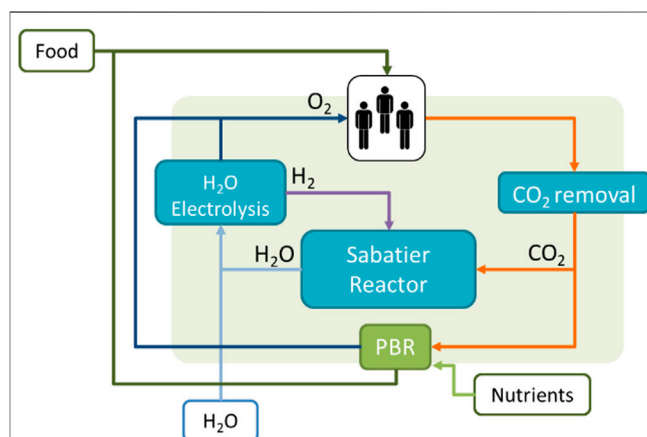 Food
O₂
H₂O
Electrolysis
H₂
CO₂ removal
H₂O
Sabatier
Reactor
CO₂
PBR
Nutrients
H₂O